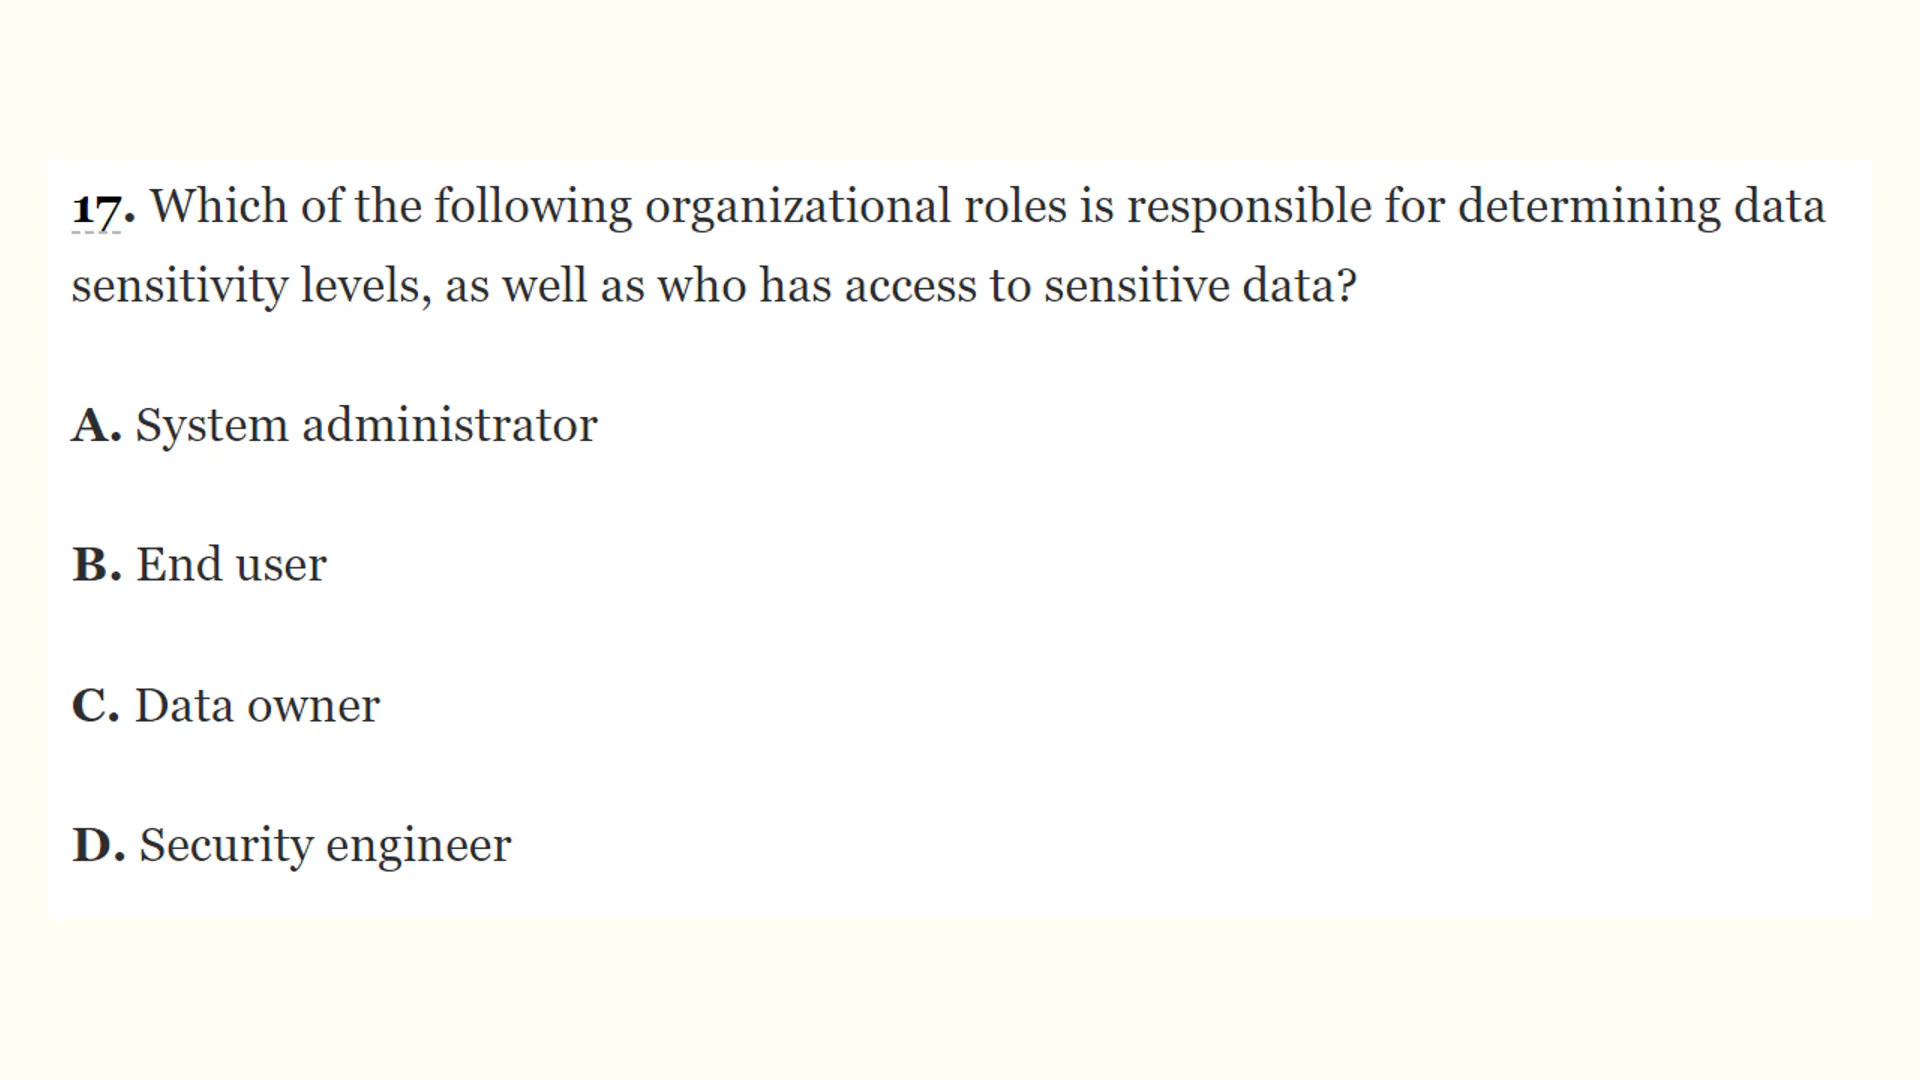 17. Which of the following organizational roles is responsible for determining data
sensitivity levels, as well as who has access to sensitive data?
A. System administrator
B. End user
C. Data owner
D. Security engineer